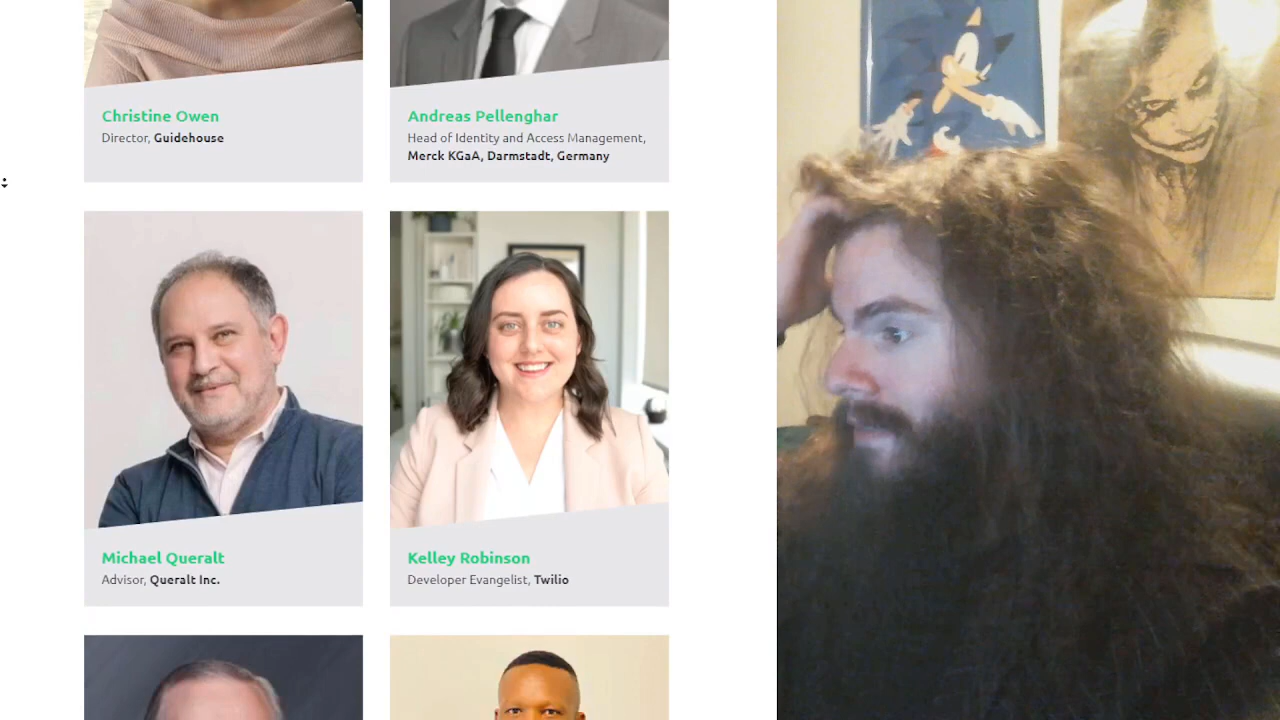 Christine Owen
Director, Guidehouse
Andreas Pellenghar
Head of Identity and Access Management,
Merck KGaA, Darmstadt, Germany
Michael Queralt
Advisor, Queralt Inc.
Kelley Robinson
Developer Evangelist, Twilio